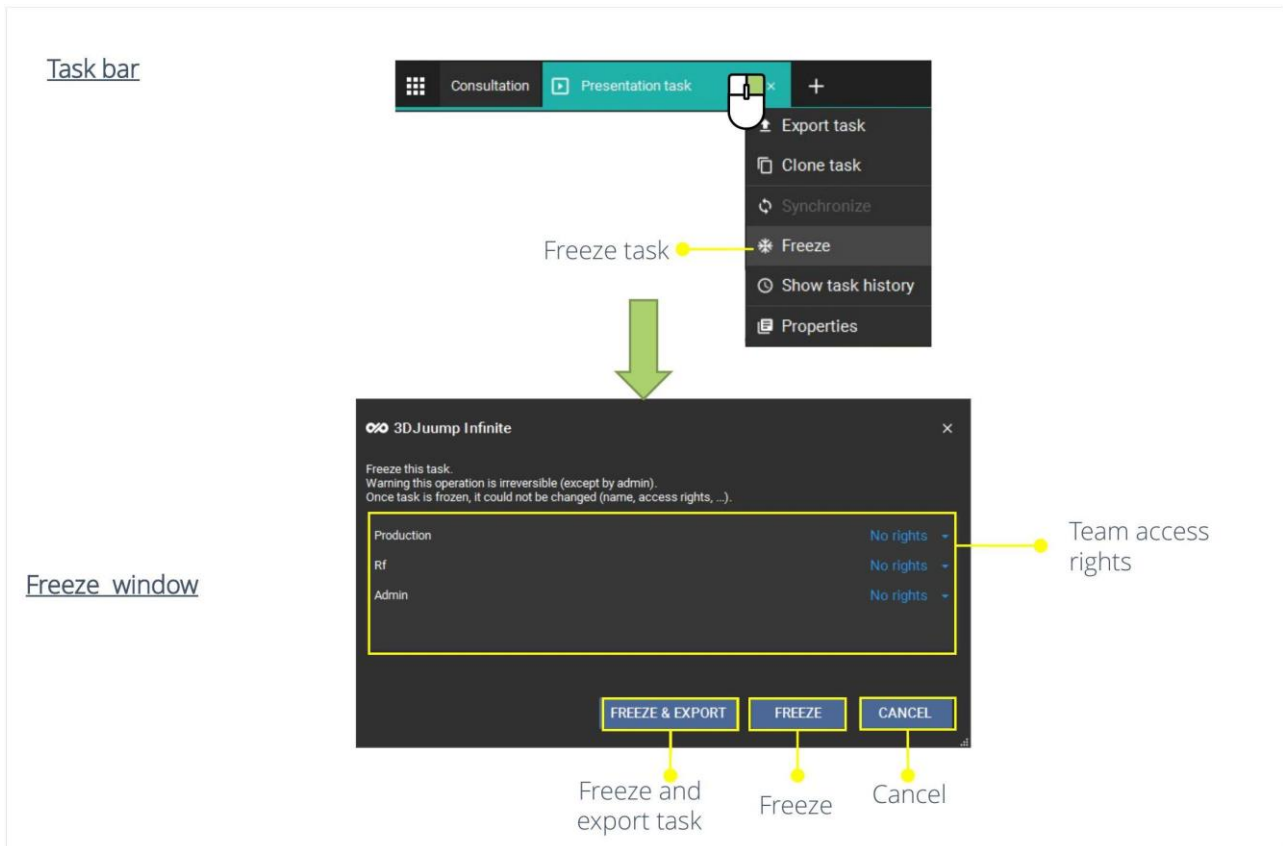 Task bar
Consultation
Presentation task
×
+
Export task
Clone task
Synchronize
Freeze task
Freeze
Show task history
Properties
3DJuump Infinite
×
Freeze this task.
Warning this operation is irreversible (except by admin).
Once task is frozen, it could not be changed (name, access rights, ...).
Production No rights
Rf No rights
Admin No rights
Team access
rights
Freeze window
FREEZE & EXPORT
FREEZE
CANCEL
Freeze and
export task
Freeze
Cancel